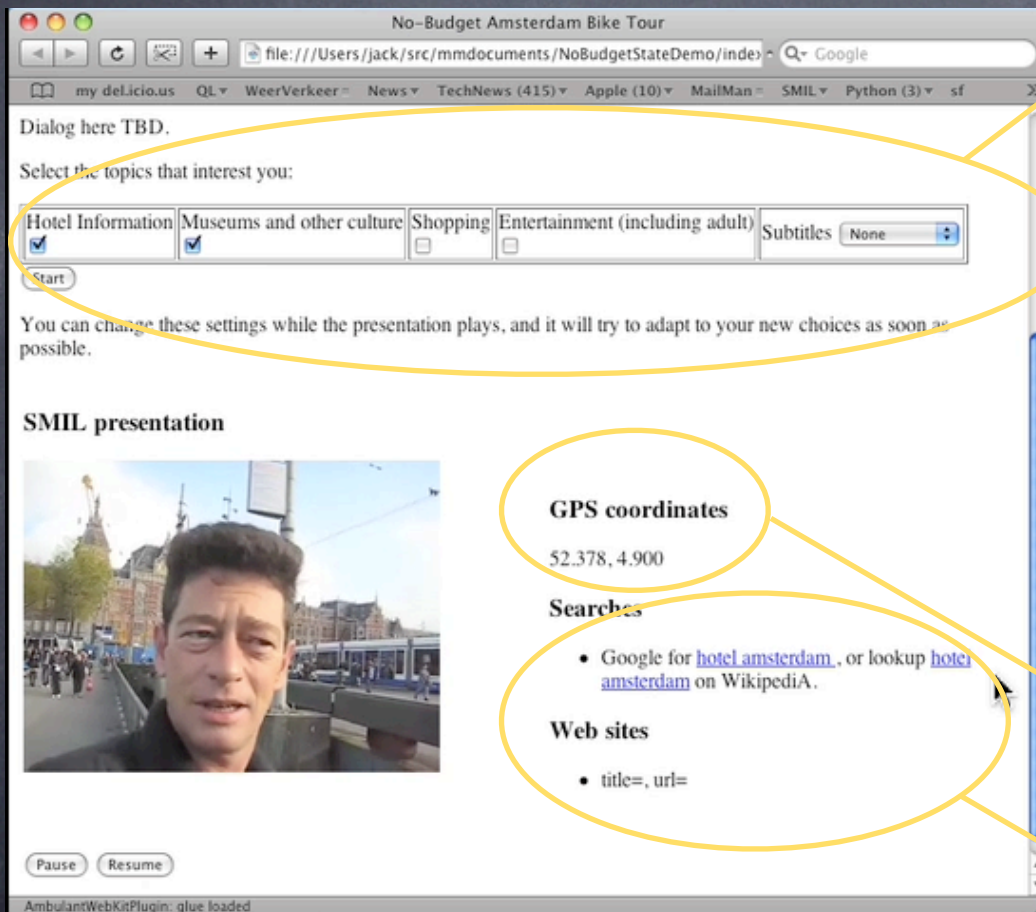 No-Budget Amsterdam Bike Tour
file:///Users/jack/src/mmdocuments/NoBudgetStateDemo/index
Google
my del.icio.us QL WeerVerkeer News TechNews (415) Apple (10) MailMan SMIL Python (3) sf
Dialog here TBD.
Select the topics that interest you:
Hotel Information Museums and other culture Shopping Entertainment (including adult) Subtitles None
Start
You can change these settings while the presentation plays, and it will try to adapt to your new choices as soon as
possible.
SMIL presentation
GPS coordinates
52.378, 4.900
Searches
• Google for hotel amsterdam , or lookup hotel
amsterdam on WikipediA.
Web sites
• title=, url=
Pause Resume
AmbulantWebKitPlugin: glue loaded